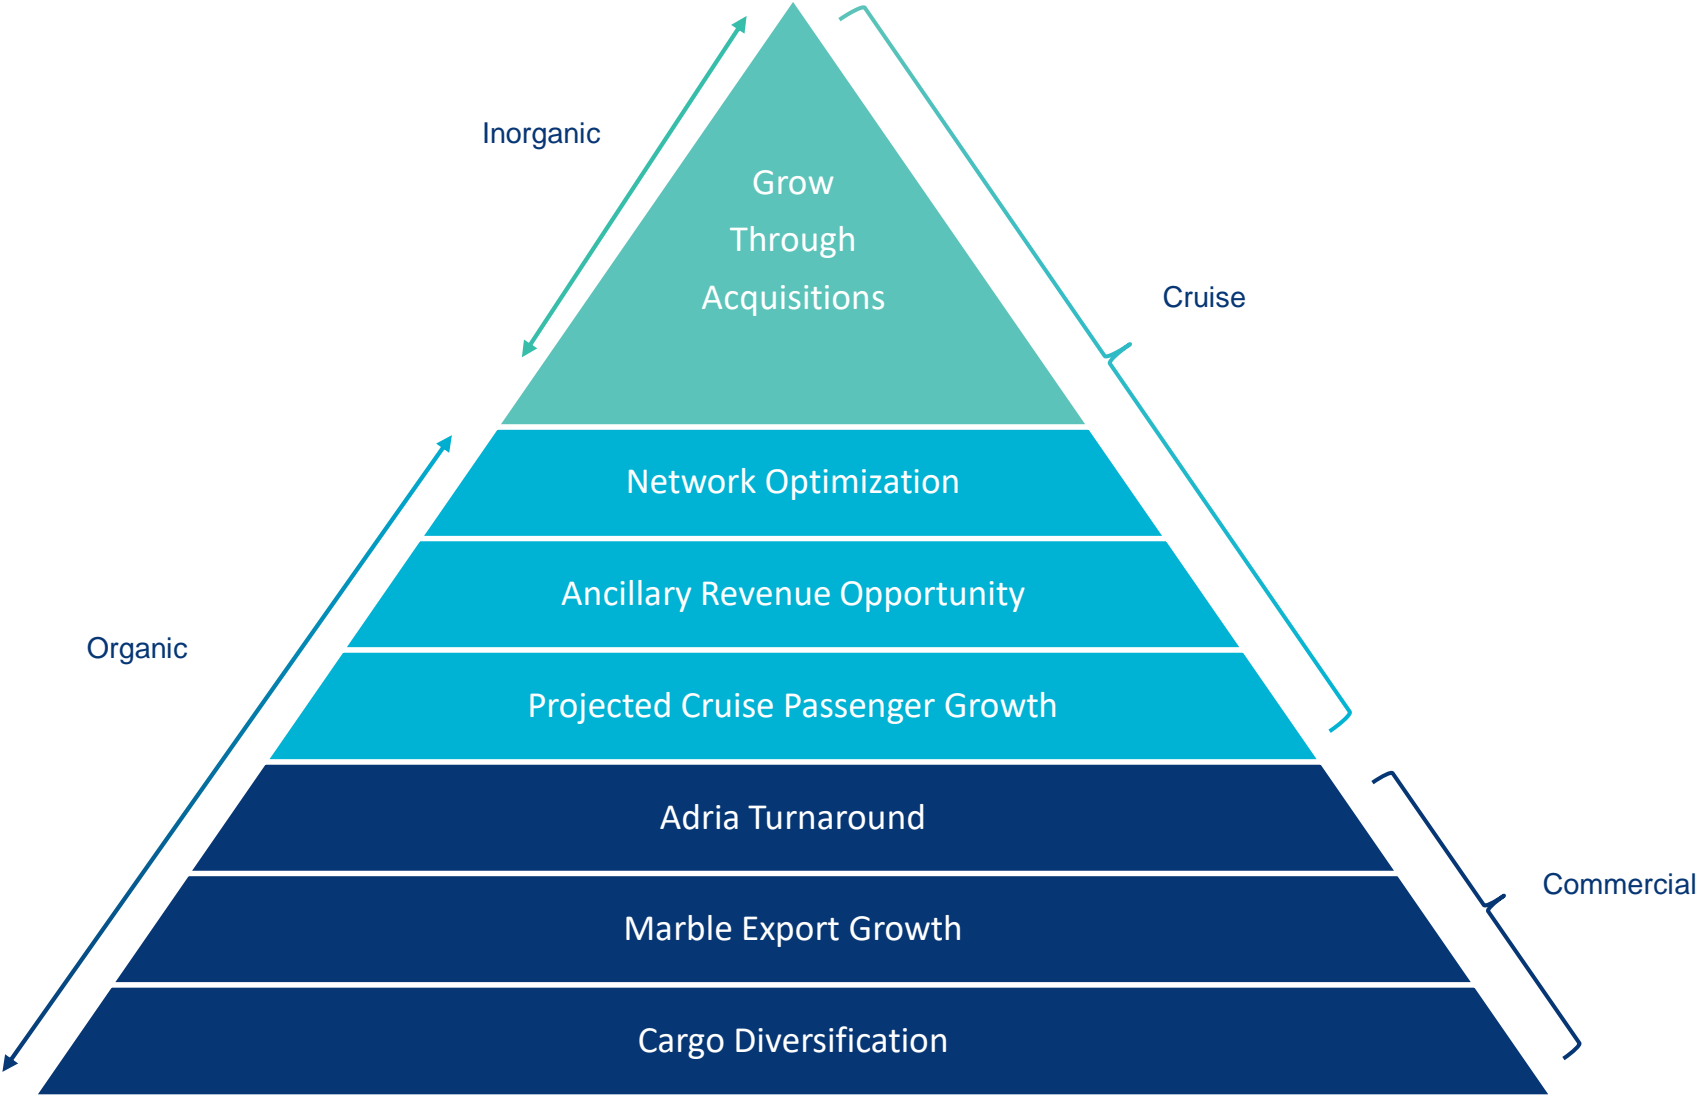 Inorganic
Grow
Through
Acquisitions
Cruise
Network Optimization
Ancillary Revenue Opportunity
Organic
Projected Cruise Passenger Growth
Adria Turnaround
Commercial
Marble Export Growth
Cargo Diversification